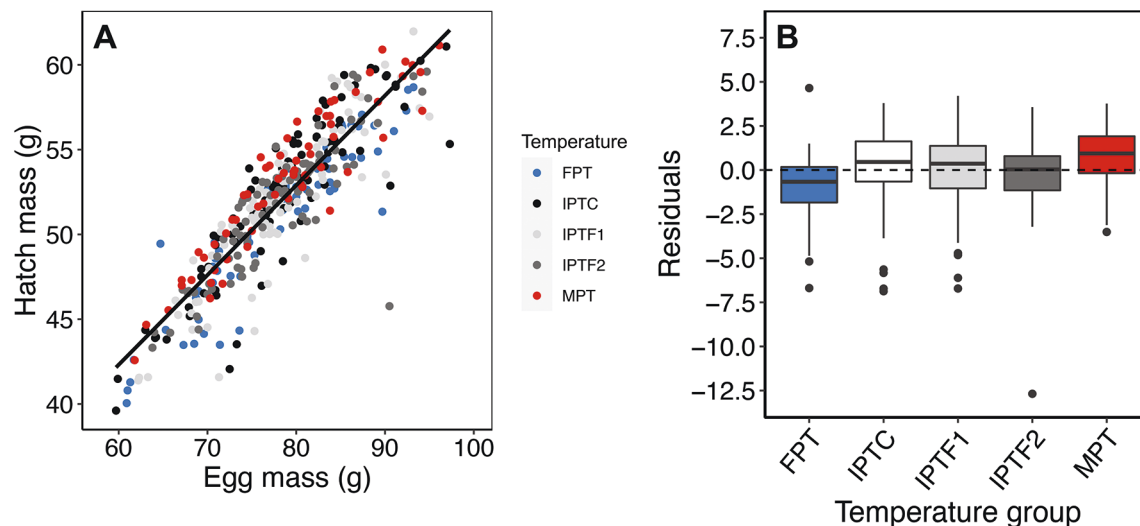 A
Hatch mass (g)
60
55
50
45
40
60 70 80 90 100
Egg mass (g)
Temperature
FPT
IPTC
IPTF1
IPTF2
MPT
B
Residuals
7.5
5.0
2.5
0.0
−2.5
−5.0
−7.5
−10.0
−12.5
FPT IPTC IPTF1 IPTF2 MPT
Temperature group